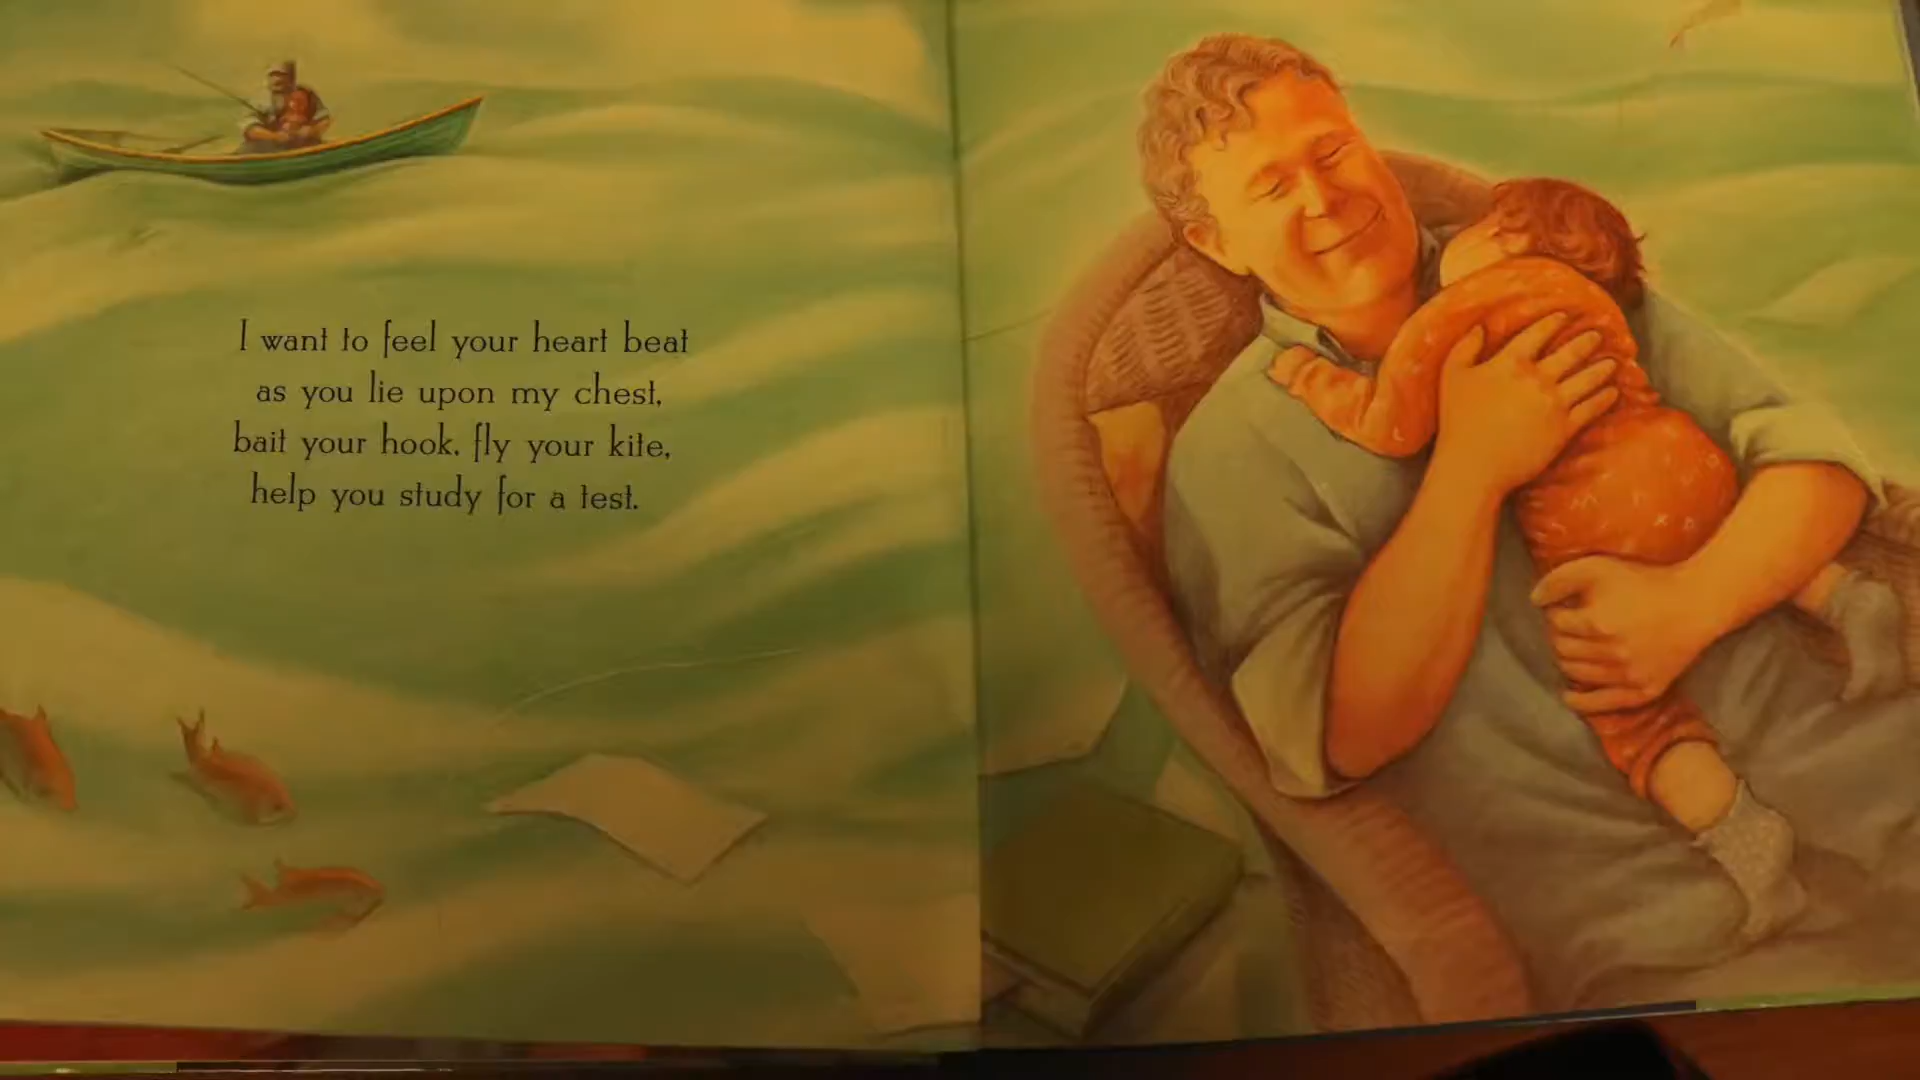 I want to feel your heart beat
as you lie upon my chest,
bait your hook, fly your kite,
help you study for a test.